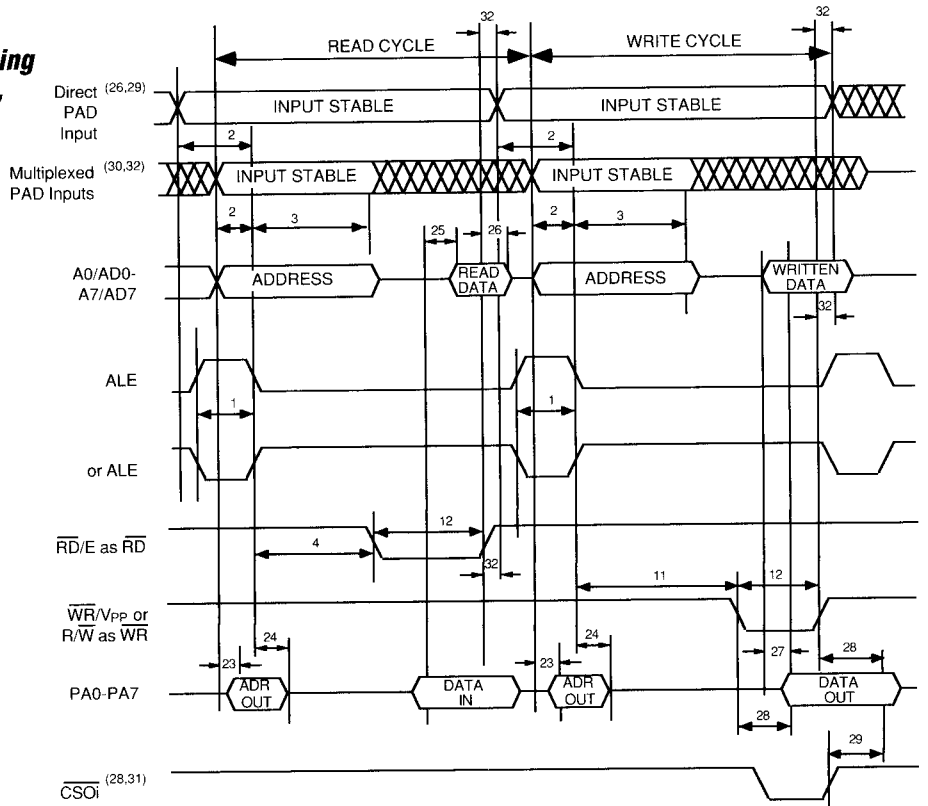 ing
32
32
READ CYCLE
WRITE CYCLE
Direct (26,29)
PAD
Input
INPUT STABLE
INPUT STABLE
2
2
Multiplexed (30,32)
PAD Inputs
INPUT STABLE
INPUT STABLE
2
3
25
26
2
3
A0/AD0-
A7/AD7
ADDRESS
READ
DATA
ADDRESS
WRITTEN
DATA
32
ALE
1
1
or ALE
RD/E as RD
4
12
32
11
12
WR/VPP or
R/W as WR
23
24
23
24
27
28
PA0-PA7
ADR
OUT
DATA
IN
ADR
OUT
DATA
OUT
28
29
CSOi (28,31)